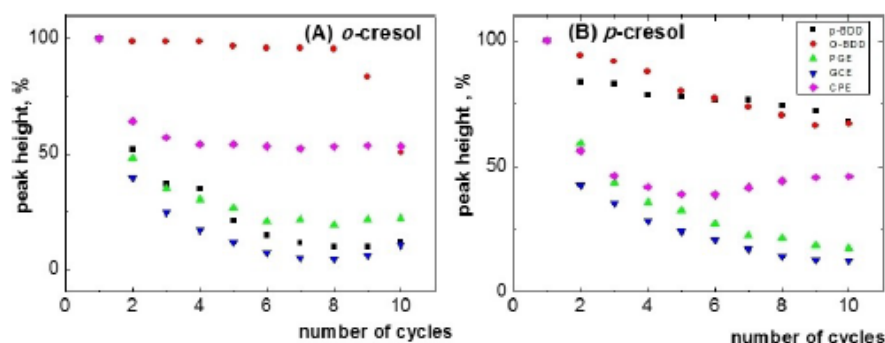 (A) o-cresol
peak height, %
100
50
0
0 2 4 6 8 10
number of cycles
(B) p-cresol
p-BDD
O-BDD
PGE
GCE
CPE
peak height , %
100
50
0
0 2 4 6 8 10
number of cycles